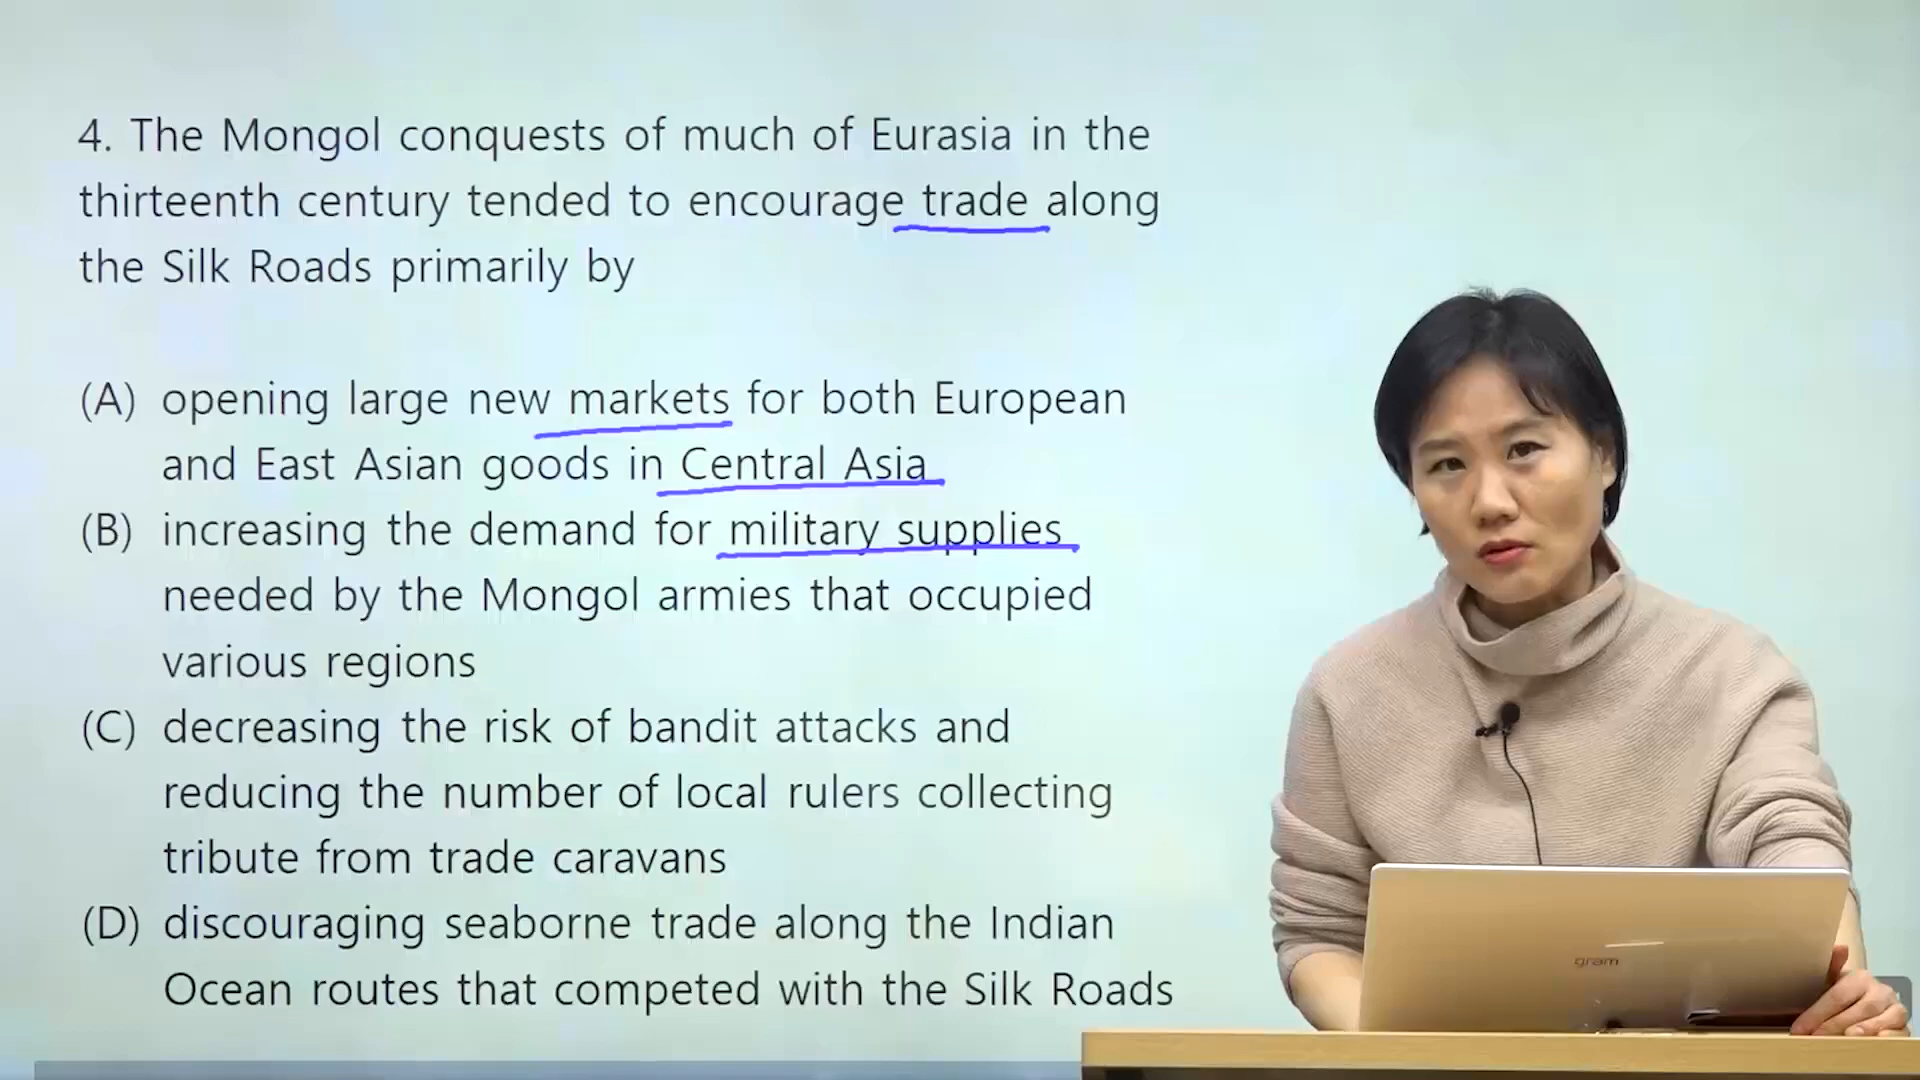 4. The Mongol conquests of much of Eurasia in the
thirteenth century tended to encourage trade along
the Silk Roads primarily by
(A) opening large new markets for both European
and East Asian goods in Central Asia
(B) increasing the demand for military supplies
needed by the Mongol armies that occupied
various regions
(C) decreasing the risk of bandit attacks and
reducing the number of local rulers collecting
tribute from trade caravans
(D) discouraging seaborne trade along the Indian
Ocean routes that competed with the Silk Roads
gram